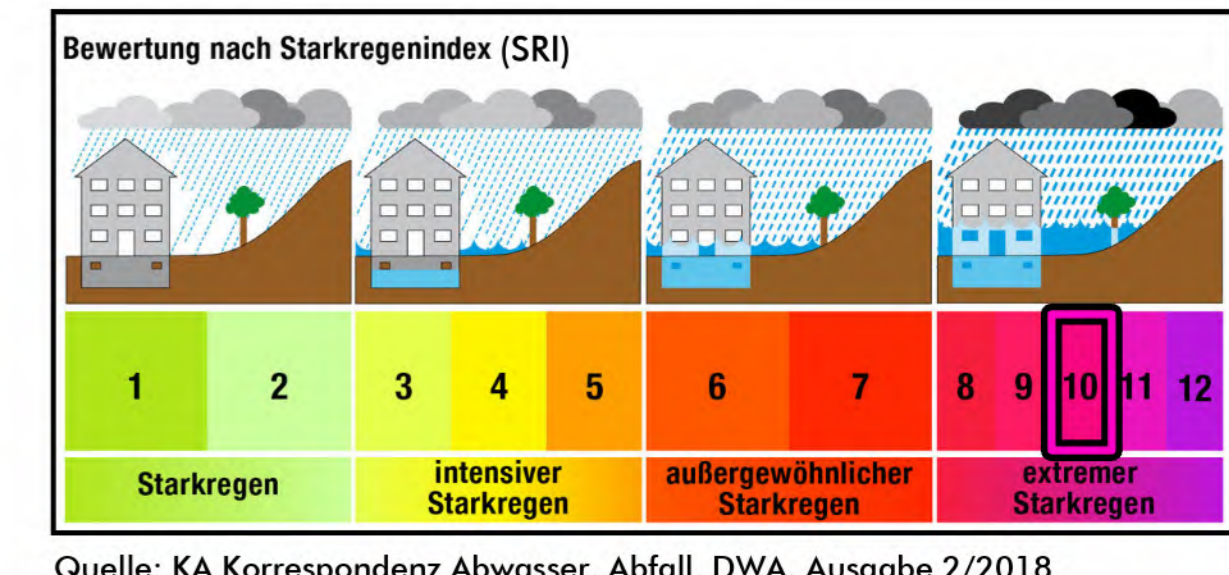 Bewertung nach Starkregenindex (SRI)
1 2 3 4 5 6 7 8 9 10 11 12
Starkregen
intensiver
Starkregen
außergewöhnlicher
Starkregen
extremer
Starkregen
Quelle: KA Korrespondenz Abwasser, Abfall, DWA, Ausgabe 2/2018